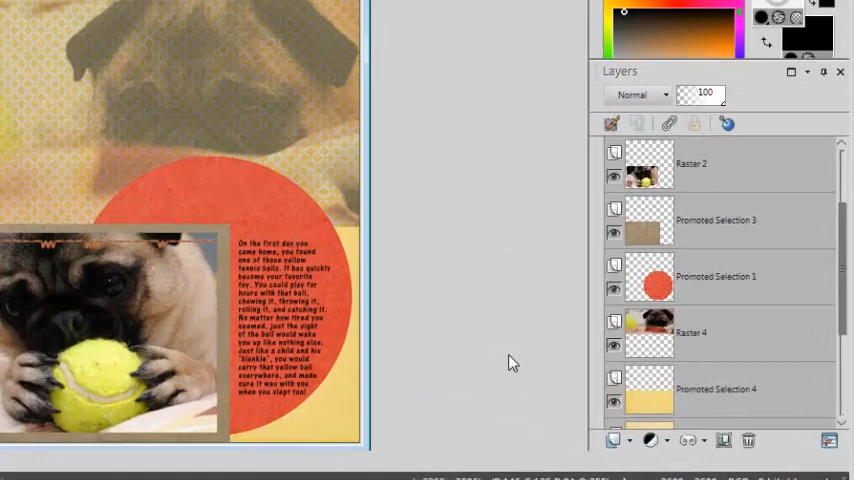 Layers
Normal
100
Raster 2
Promoted Selection 3
Promoted Selection 1
Raster 4
Promoted Selection 4
On the first day you
came home, you found
one of those yellow
tennis balls. It has quickly
become your favorite
toy. You could play for
hours with that ball,
chewing it, throwing it,
rolling it, and catching it.
No matter how tired you
seemed, just the sight
of the ball would wake
you up like nothing else.
Just like a child and his
"blankie", you would
carry that yellow ball
everywhere, and made
sure it was with you
when you slept too!